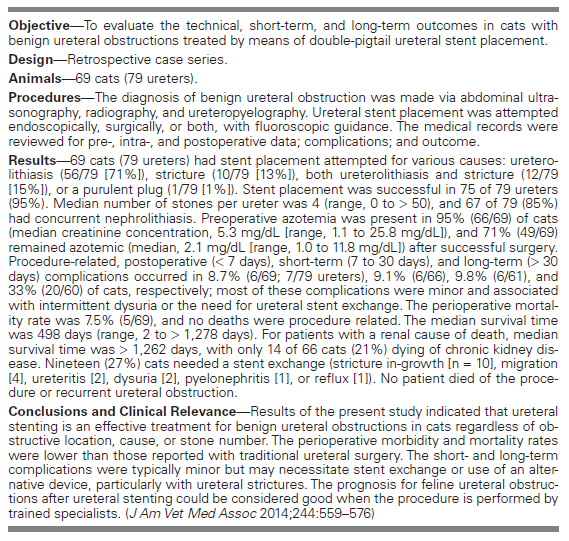 Objective—To evaluate the technical, short-term, and long-term outcomes in cats with
benign ureteral obstructions treated by means of double-pigtail ureteral stent placement.
Design—Retrospective case series.
Animals—69 cats (79 ureters).
Procedures—The diagnosis of benign ureteral obstruction was made via abdominal ultra-
sonography, radiography, and ureteropyelography. Ureteral stent placement was attempted
endoscopically, surgically, or both, with fluoroscopic guidance. The medical records were
reviewed for pre-, intra-, and postoperative data; complications; and outcome.
Results—69 cats (79 ureters) had stent placement attempted for various causes: uretero-
lithiasis (56/79 [71%]), stricture (10/79 [13%]), both ureterolithiasis and stricture (12/79
[15%]), or a purulent plug (1/79 [1%]). Stent placement was successful in 75 of 79 ureters
(95%). Median number of stones per ureter was 4 (range, 0 to > 50), and 67 of 79 (85%)
had concurrent nephrolithiasis. Preoperative azotemia was present in 95% (66/69) of cats
(median creatinine concentration, 5.3 mg/dL [range, 1.1 to 25.8 mg/dL]), and 71% (49/69)
remained azotemic (median, 2.1 mg/dL [range, 1.0 to 11.8 mg/dL]) after successful surgery.
Procedure-related, postoperative (< 7 days), short-term (7 to 30 days), and long-term (> 30
days) complications occurred in 8.7% (6/69; 7/79 ureters), 9.1% (6/66), 9.8% (6/61), and
33% (20/60) of cats, respectively; most of these complications were minor and associated
with intermittent dysuria or the need for ureteral stent exchange. The perioperative mortal-
ity rate was 7.5% (5/69), and no deaths were procedure related. The median survival time
was 498 days (range, 2 to > 1,278 days). For patients with a renal cause of death, median
survival time was > 1,262 days, with only 14 of 66 cats (21%) dying of chronic kidney dis-
ease. Nineteen (27%) cats needed a stent exchange (stricture in-growth [n = 10], migration
[4], ureteritis [2], dysuria [2], pyelonephritis [1], or reflux [1]). No patient died of the proce-
dure or recurrent ureteral obstruction.
Conclusions and Clinical Relevance—Results of the present study indicated that ureteral
stenting is an effective treatment for benign ureteral obstructions in cats regardless of ob-
structive location, cause, or stone number. The perioperative morbidity and mortality rates
were lower than those reported with traditional ureteral surgery. The short- and long-term
complications were typically minor but may necessitate stent exchange or use of an alter-
native device, particularly with ureteral strictures. The prognosis for feline ureteral obstruc-
tions after ureteral stenting could be considered good when the procedure is performed by
trained specialists. (J Am Vet Med Assoc 2014;244:559–576)